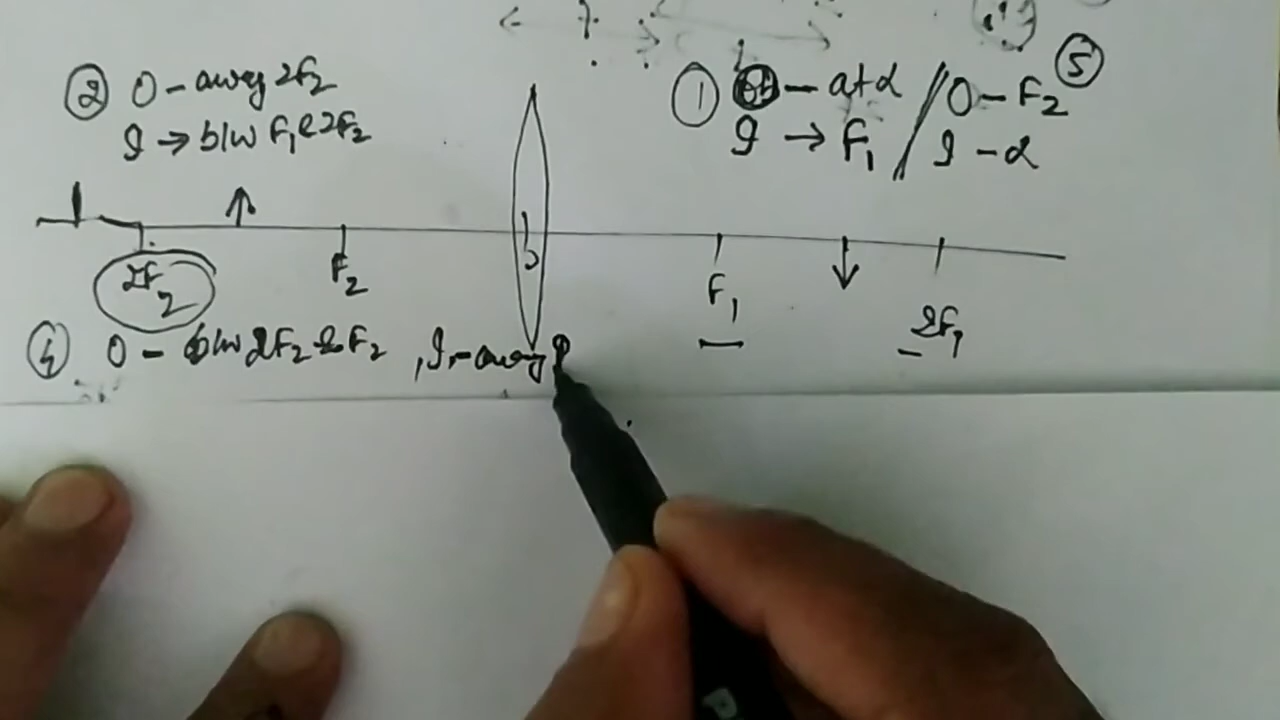 ② O - away 2F₂
I → b/w F₁ & 2F₂
① O - at α // O - F₂ ⑤
I → F₁ // I - α
2F₂ F₂ F₁ 2F₁
④ O - b/w 2F₂ & F₂ , I - away